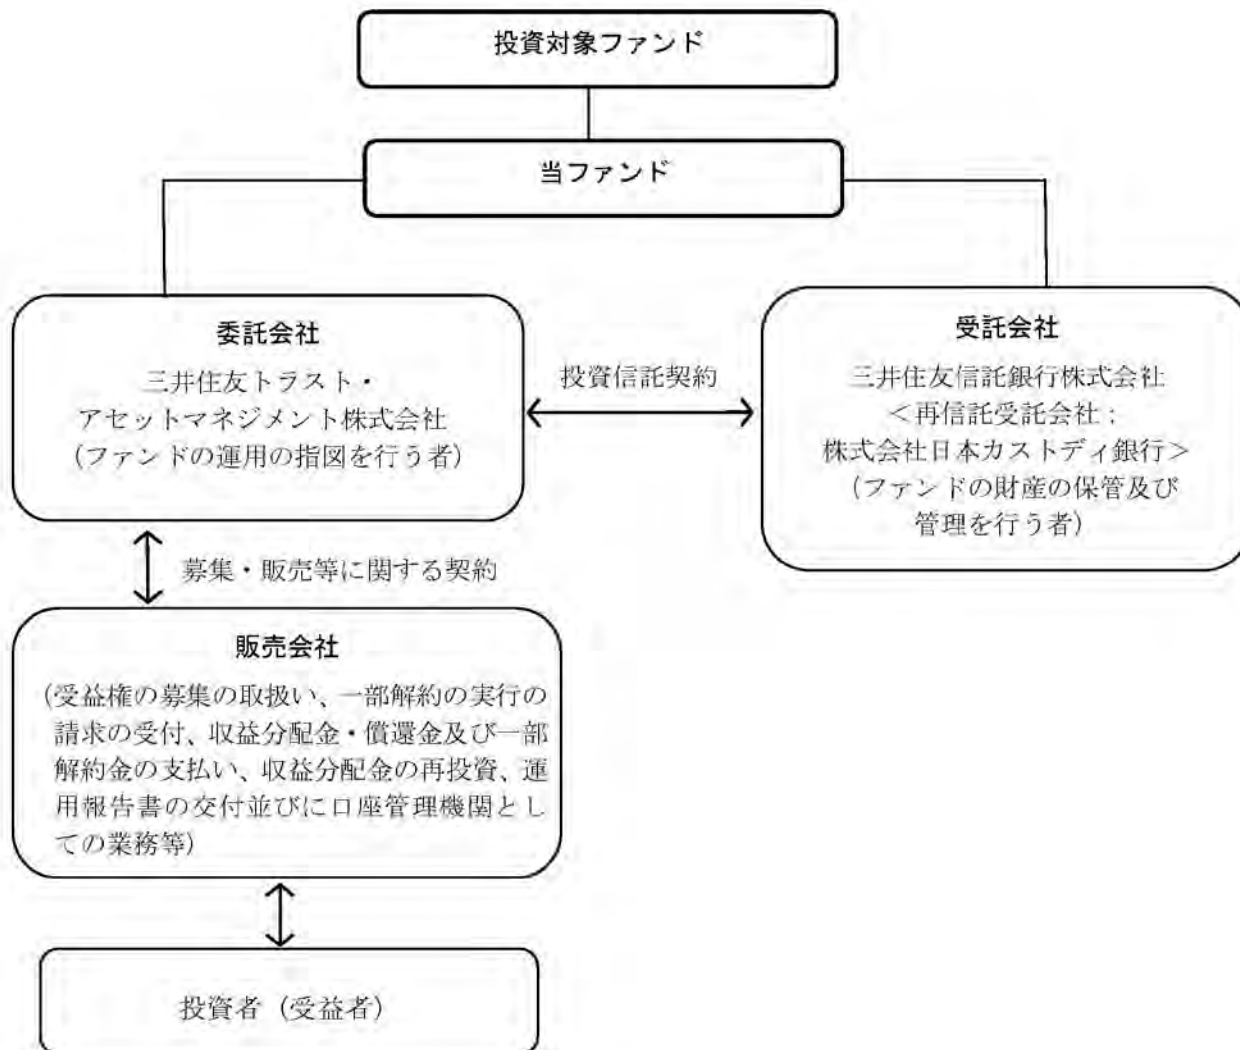 投資対象ファンド
当ファンド
委託会社
三井住友トラスト・
アセットマネジメント株式会社
(ファンドの運用の指図を行う者)
投資信託契約
受託会社
三井住友信託銀行株式会社
<再信託受託会社:
株式会社日本カストディ銀行>
(ファンドの財産の保管及び
管理を行う者)
募集・販売等に関する契約
販売会社
(受益権の募集の取扱い、一部解約の実行の
請求の受付、収益分配金・償還金及び一部
解約金の支払い、収益分配金の再投資、運
用報告書の交付並びに口座管理機関とし
ての業務等)
投資者(受益者)